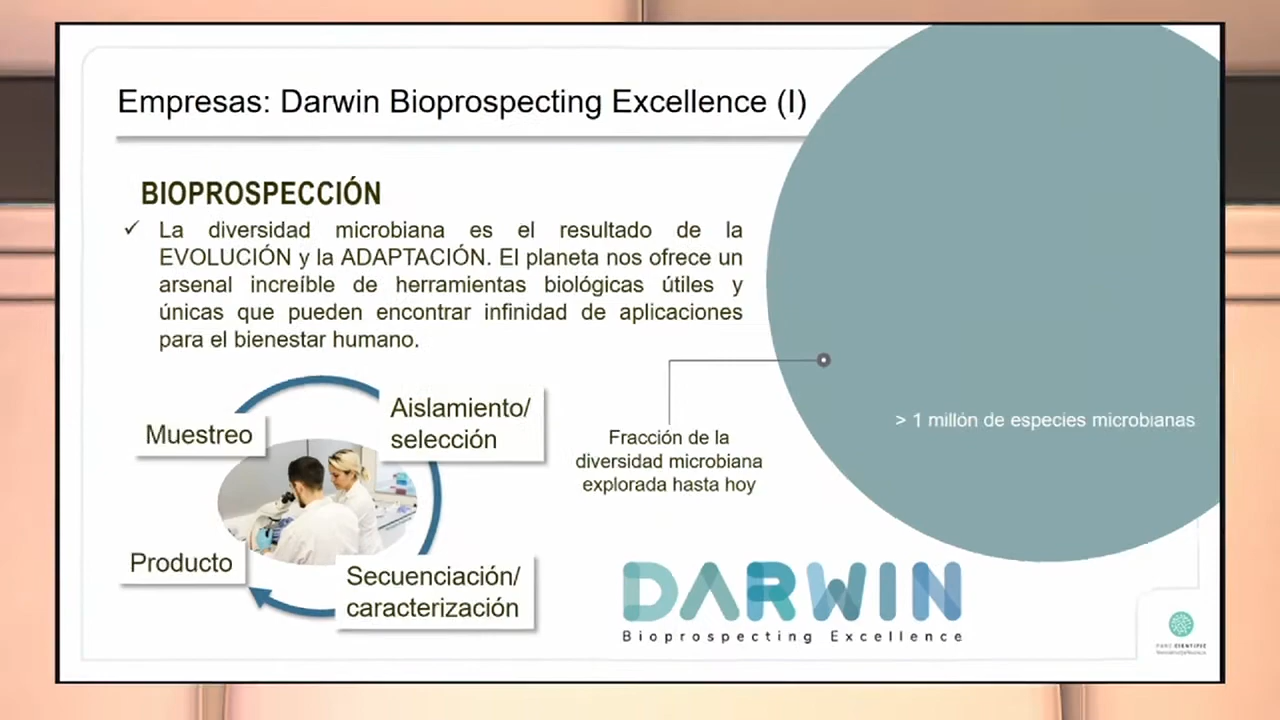 Empresas: Darwin Bioprospecting Excellence (I)
BIOPROSPECCIÓN
✓ La diversidad microbiana es el resultado de la
EVOLUCIÓN y la ADAPTACIÓN. El planeta nos ofrece un
arsenal increíble de herramientas biológicas útiles y
únicas que pueden encontrar infinidad de aplicaciones
para el bienestar humano.
Muestreo
Aislamiento/
selección
Producto
Secuenciación/
caracterización
Fracción de la
diversidad microbiana
explorada hasta hoy
> 1 millón de especies microbianas
DARWIN
Bioprospecting Excellence
PARC CIENTÍFIC